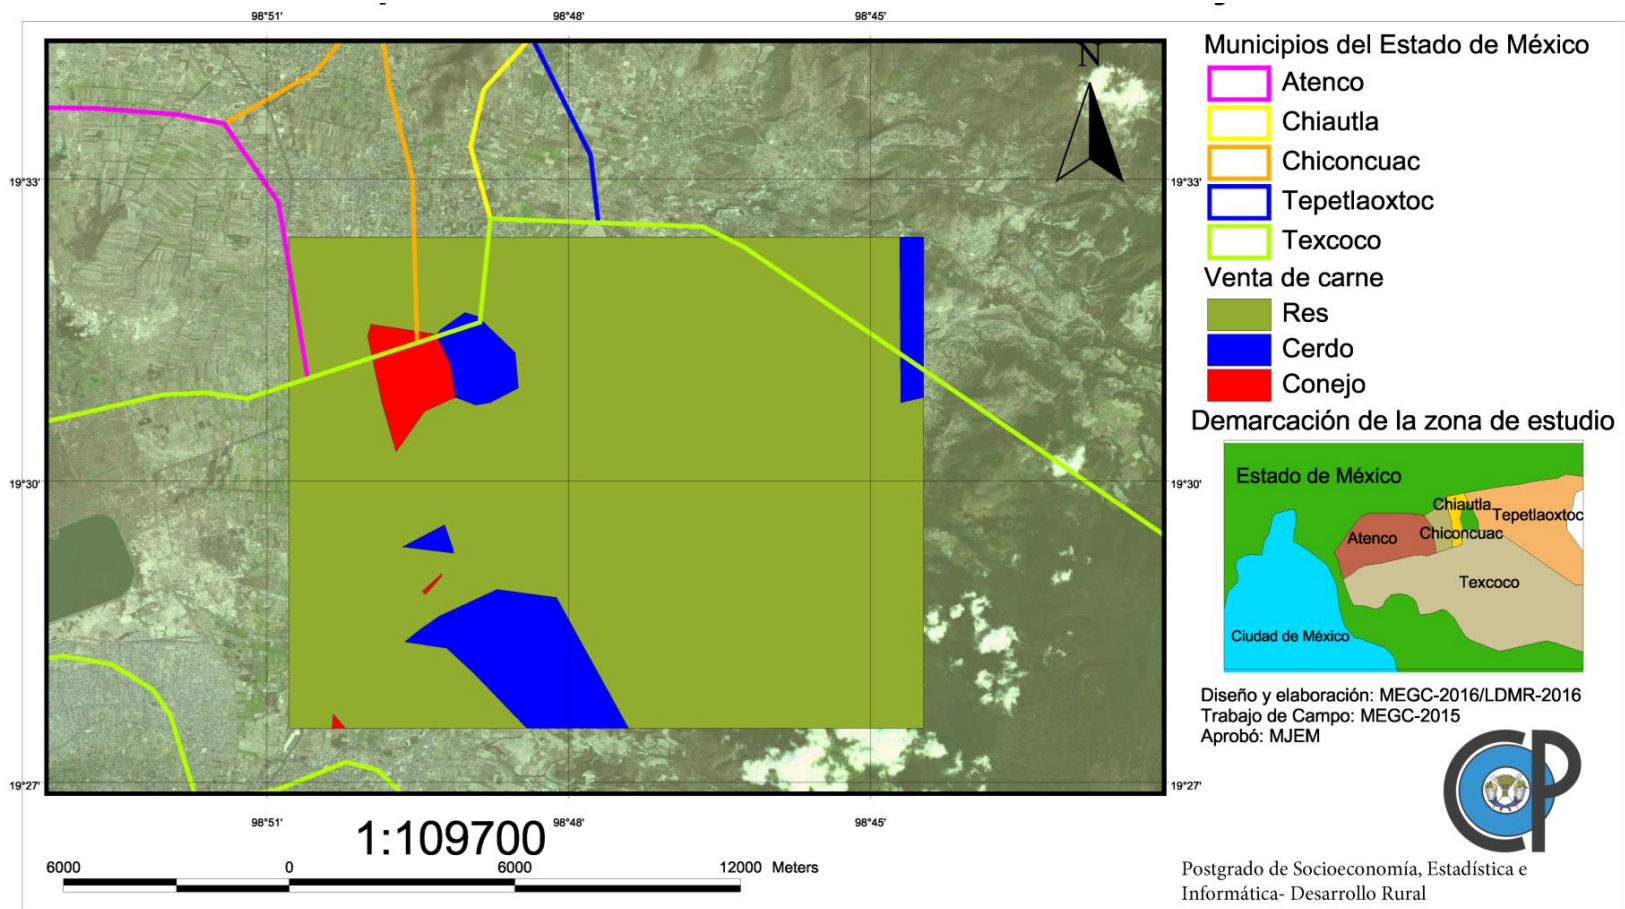 98°51' 98°48' 98°45'
N
19°33' 19°33'
19°30' 19°30'
19°27' 19°27'
98°51' 98°48' 98°45'
1:109700
6000 0 6000 12000 Meters
Municipios del Estado de México
Atenco
Chiautla
Chiconcuac
Tepetlaoxtoc
Texcoco
Venta de carne
Res
Cerdo
Conejo
Demarcación de la zona de estudio
Estado de México
Chiautla
Tepetlaoxtoc
Chiconcuac
Atenco
Texcoco
Ciudad de México
Diseño y elaboración: MEGC-2016/LDMR-2016
Trabajo de Campo: MEGC-2015
Aprobó: MJEM
CP
Postgrado de Socioeconomía, Estadística e
Informática- Desarrollo Rural